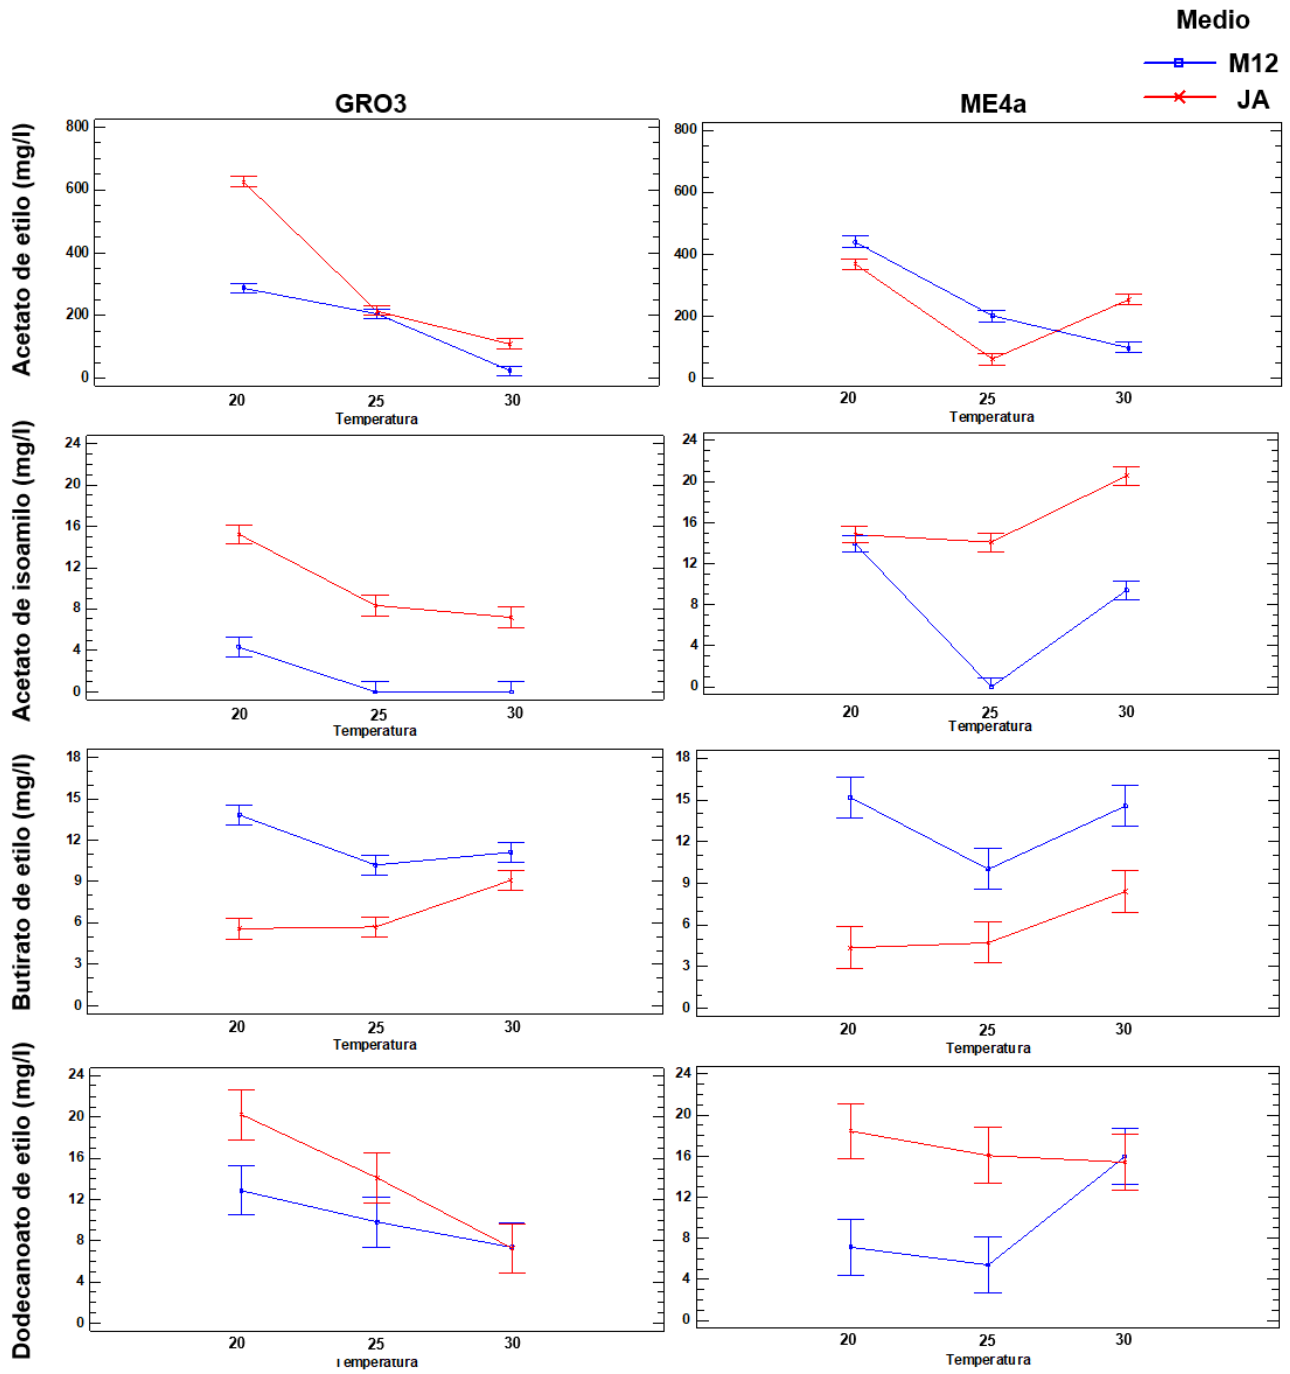 Medio
M12
JA
GRO3
ME4a
Acetato de etilo (mg/l)
800
600
400
200
0
20 25 30
Temperatura
800
600
400
200
0
20 25 30
Temperatura
Acetato de isoamilo (mg/l)
24
20
16
12
8
4
0
20 25 30
Temperatura
24
20
16
12
8
4
0
20 25 30
Temperatura
Butirato de etilo (mg/l)
18
15
12
9
6
3
0
20 25 30
Temperatura
18
15
12
9
6
3
0
20 25 30
Temperatura
Dodecanoato de etilo (mg/l)
24
20
16
12
8
4
0
20 25 30
Temperatura
24
20
16
12
8
4
0
20 25 30
Temperatura